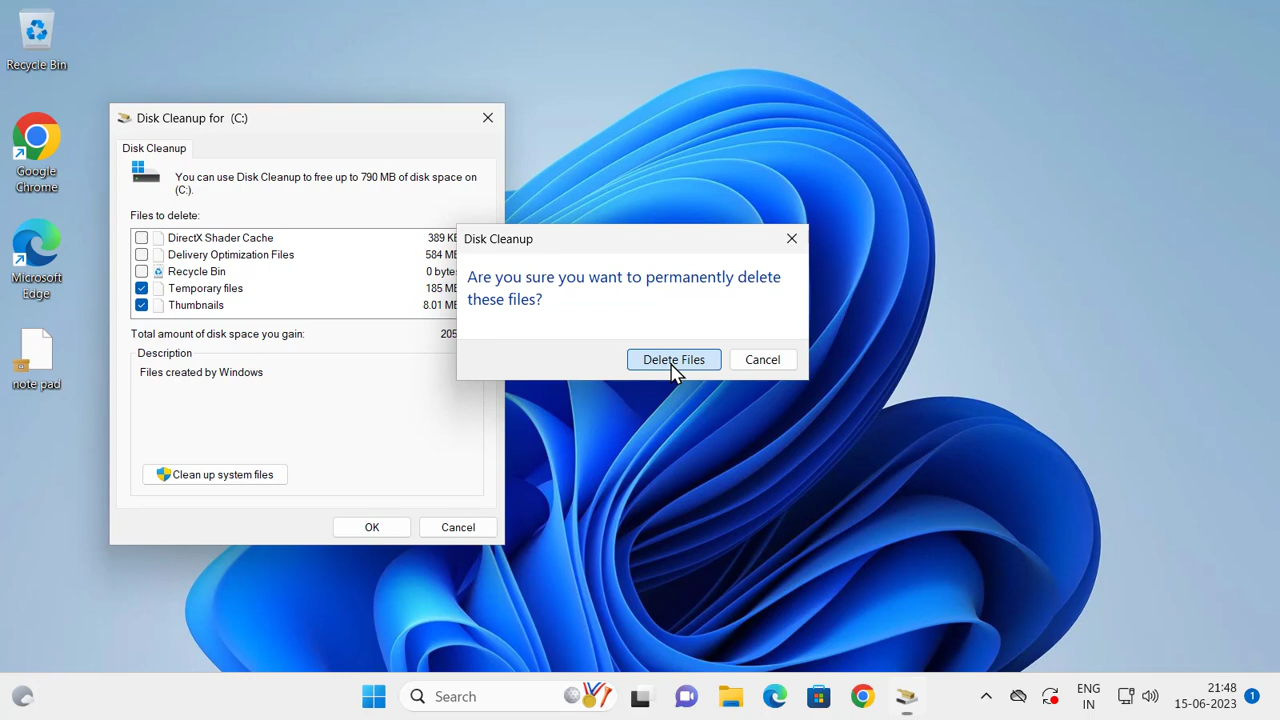 Recycle Bin
Google
Chrome
Microsoft
Edge
note pad
Disk Cleanup for (C:)
Disk Cleanup
You can use Disk Cleanup to free up to 790 MB of disk space on
(C:).
Files to delete:
DirectX Shader Cache 389 KB
Delivery Optimization Files 584 MB
Recycle Bin 0 bytes
Temporary files 185 MB
Thumbnails 8.01 MB
Total amount of disk space you gain: 205
Description
Files created by Windows
Clean up system files
OK Cancel
Disk Cleanup
Are you sure you want to permanently delete
these files?
Delete Files Cancel
Search
ENG
IN
21:48
15-06-2023
1